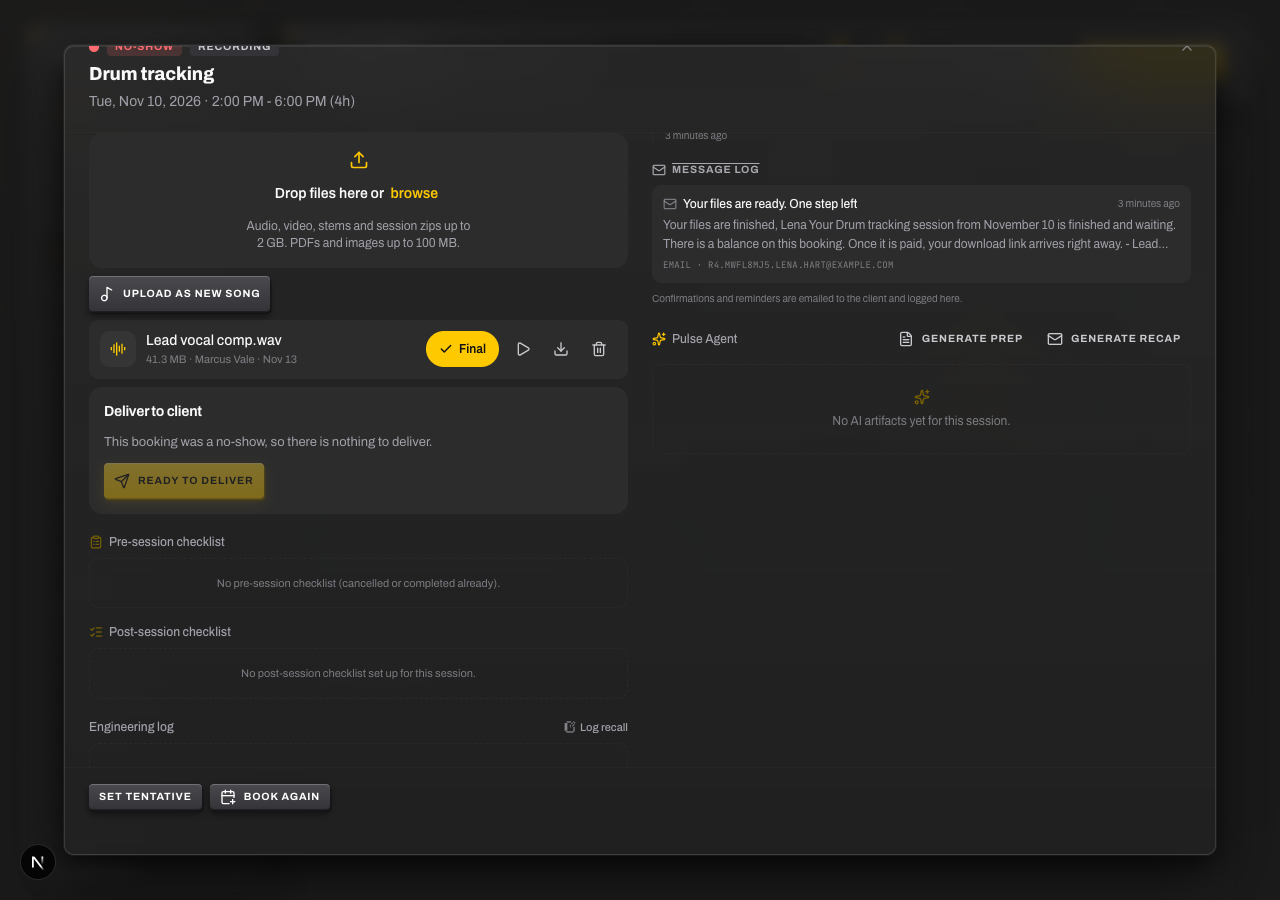 NO-SHOW
RECORDING
Drum tracking
Tue, Nov 10, 2026 · 2:00 PM - 6:00 PM (4h)
Drop files here or browse
Audio, video, stems and session zips up to
2 GB. PDFs and images up to 100 MB.
UPLOAD AS NEW SONG
Lead vocal comp.wav
41.3 MB · Marcus Vale · Nov 13
Final
Deliver to client
This booking was a no-show, so there is nothing to deliver.
READY TO DELIVER
Pre-session checklist
No pre-session checklist (cancelled or completed already).
Post-session checklist
No post-session checklist set up for this session.
Engineering log
Log recall
3 minutes ago
MESSAGE LOG
Your files are ready. One step left
3 minutes ago
Your files are finished, Lena Your Drum tracking session from November 10 is finished and waiting.
There is a balance on this booking. Once it is paid, your download link arrives right away. - Lead...
EMAIL · R4.MWFL8MJ5.LENA.HART@EXAMPLE.COM
Confirmations and reminders are emailed to the client and logged here.
Pulse Agent
GENERATE PREP
GENERATE RECAP
No AI artifacts yet for this session.
SET TENTATIVE
BOOK AGAIN
N